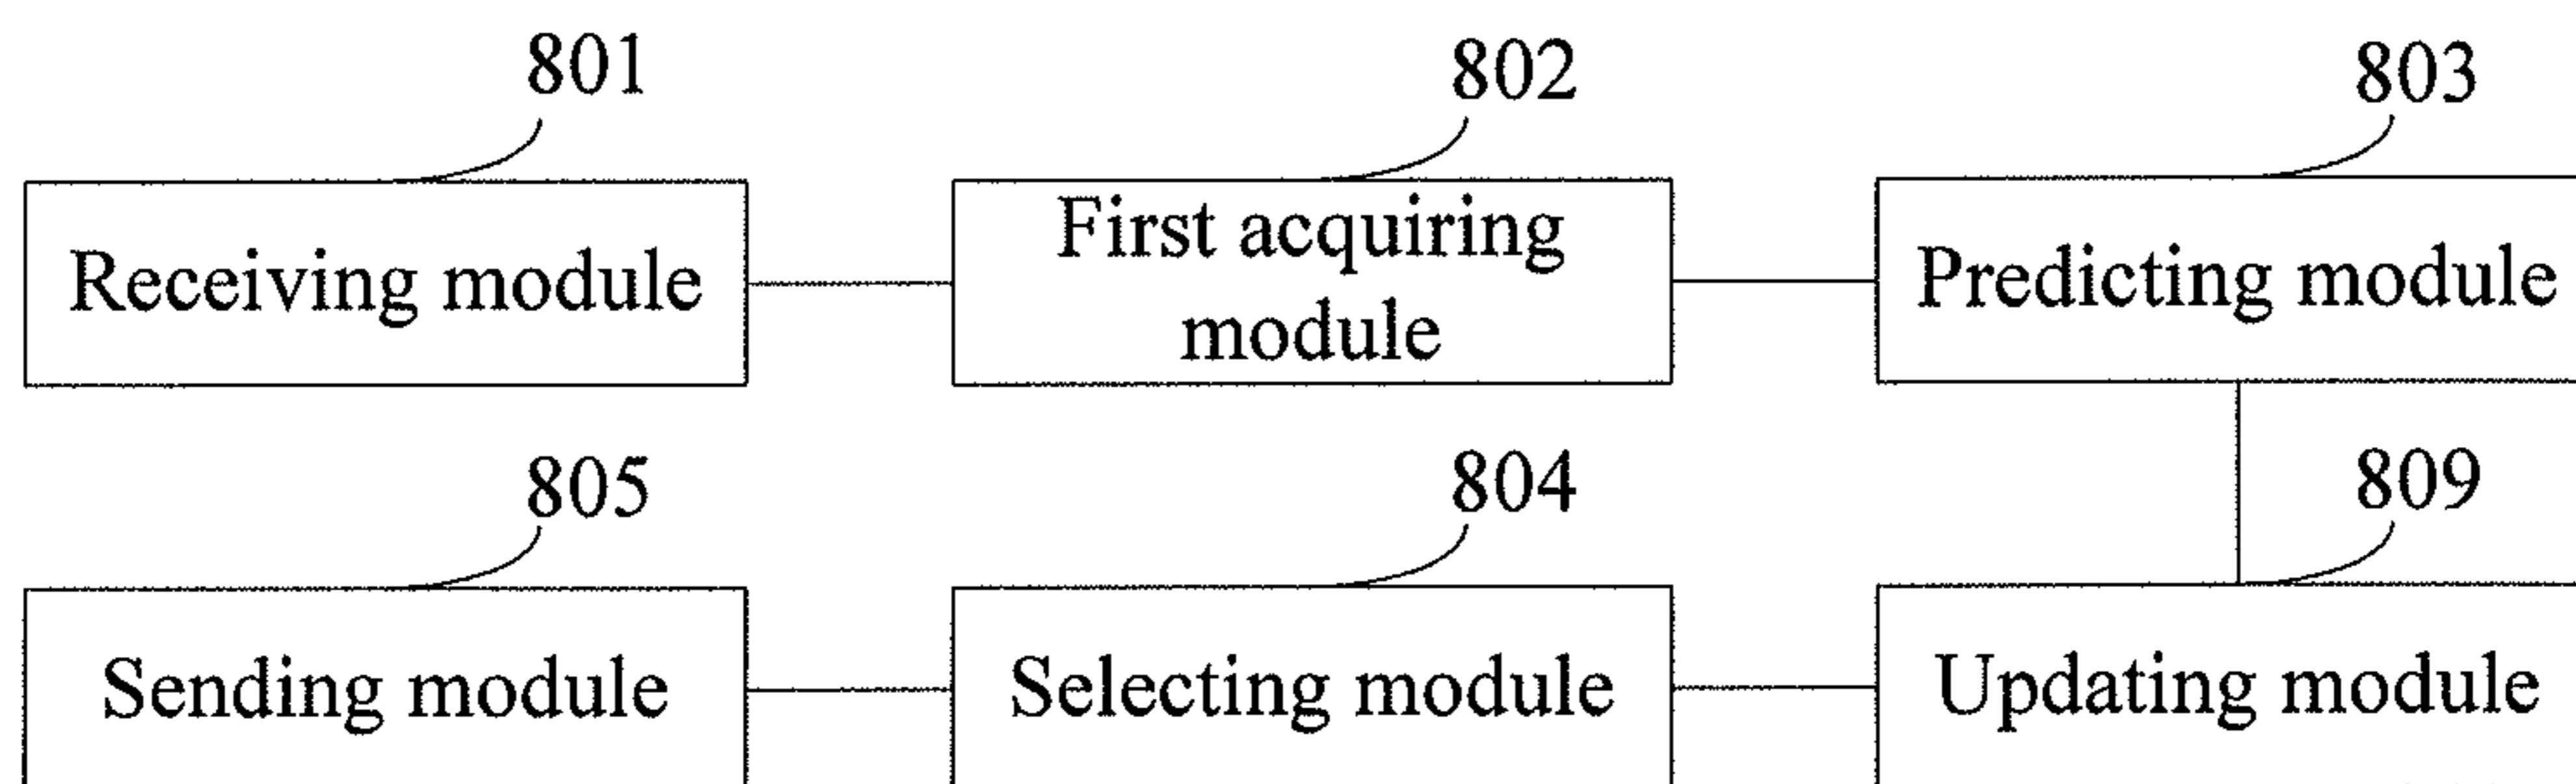 801
802
803
Receiving module
First acquiring
module
Predicting module
805
804
809
Sending module
Selecting module
Updating module